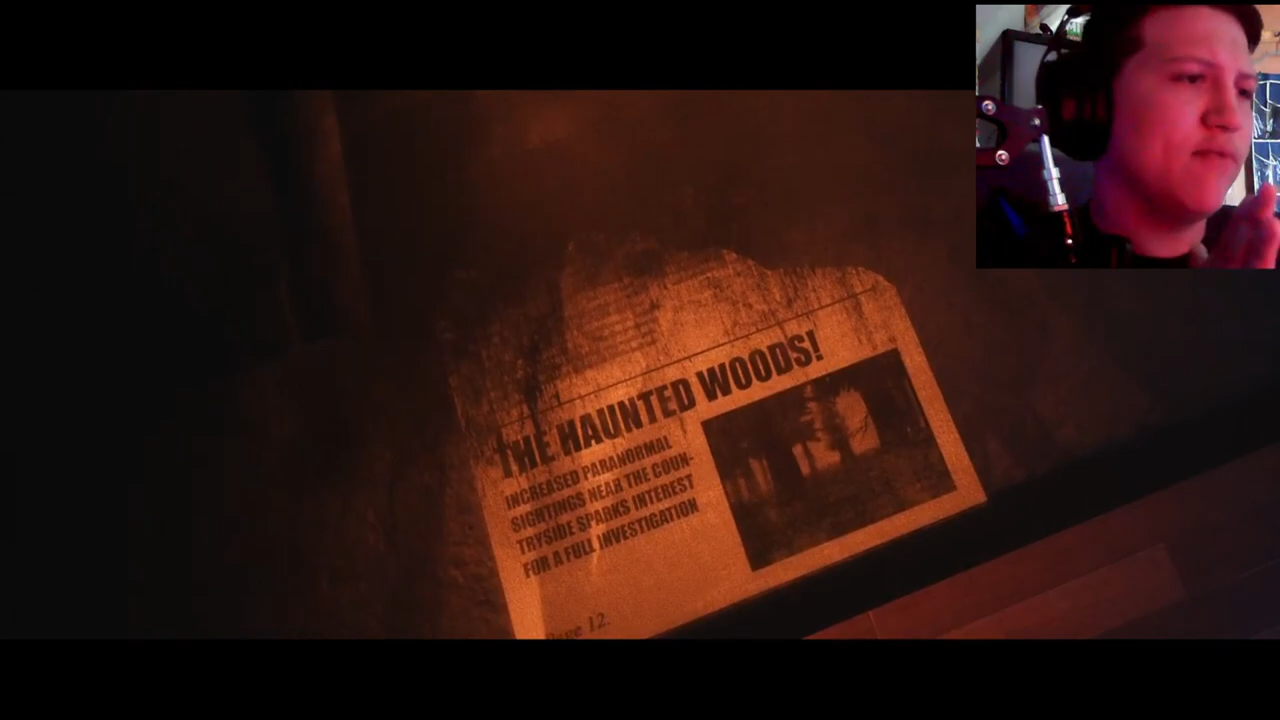 THE HAUNTED WOODS!
INCREASED PARANORMAL
SIGHTINGS NEAR THE COUN-
TRYSIDE SPARKS INTEREST
FOR A FULL INVESTIGATION
Page 12.